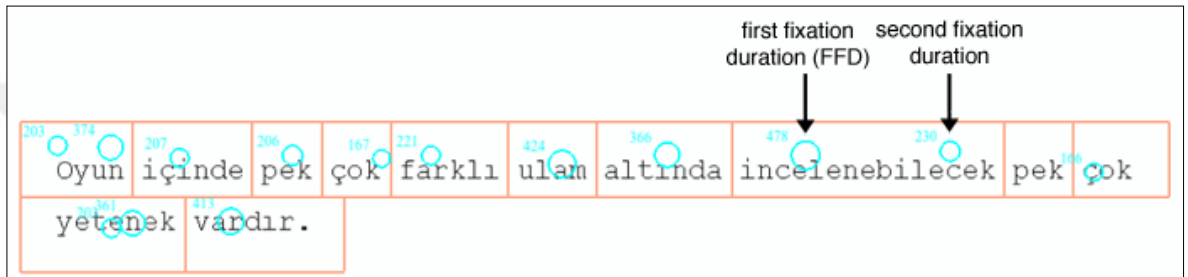 first fixation second fixation
duration (FFD) duration
203 374 207 206 167 221 424 366 478 230 166
Oyun içinde pek çok farklı ulam altında incelenebilecek pek çok
203 361 413
yetenek vardır.